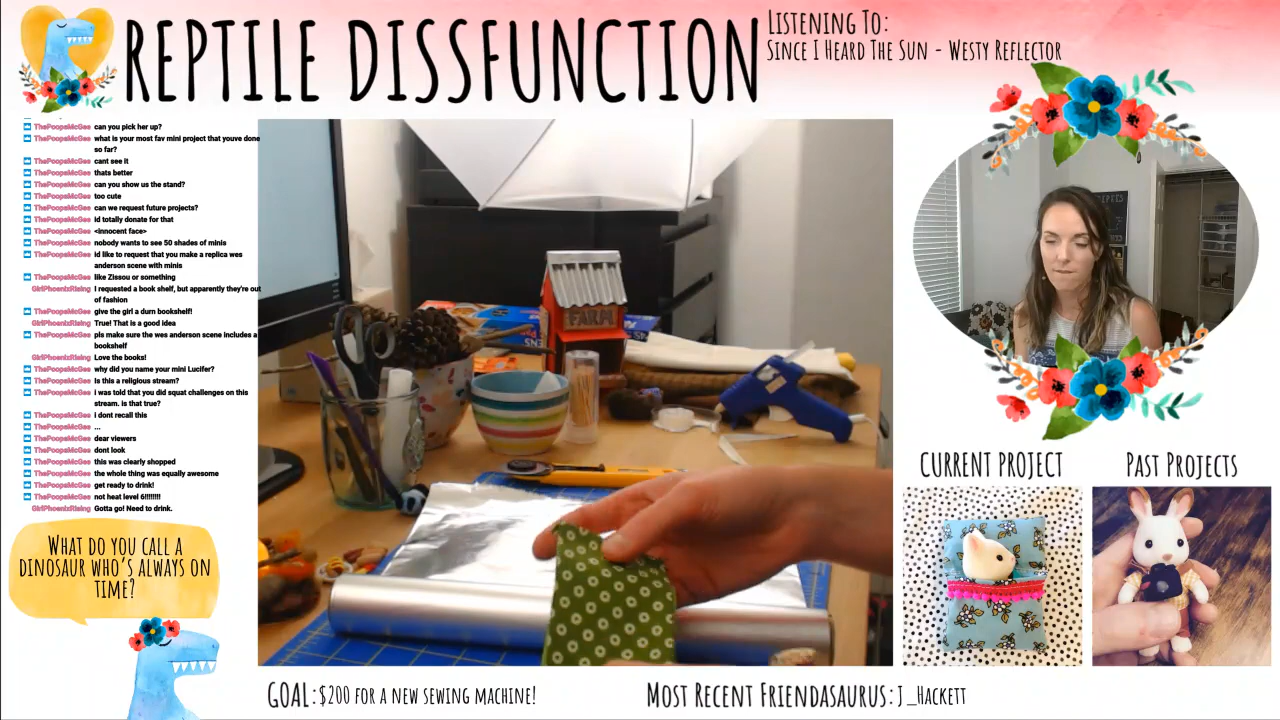 REPTILE DISSFUNCTION
LISTENING TO:
SINCE I HEARD THE SUN - WESTY REFLECTOR
ThePoopsMcGee can you pick her up?
ThePoopsMcGee what is your most fav mini project that youve done
so far?
ThePoopsMcGee cant see it
ThePoopsMcGee thats better
ThePoopsMcGee can you show us the stand?
ThePoopsMcGee too cute
ThePoopsMcGee can we request future projects?
ThePoopsMcGee id totally donate for that
ThePoopsMcGee <innocent face>
ThePoopsMcGee nobody wants to see 50 shades of minis
ThePoopsMcGee id like to request that you make a replica wes
anderson scene with minis
ThePoopsMcGee like Zissou or something
GirlPhoenixRising I requested a book shelf, but apparently they're out
of fashion
ThePoopsMcGee give the girl a durn bookshelf!
GirlPhoenixRising True! That is a good idea
ThePoopsMcGee pls make sure the wes anderson scene includes a
bookshelf
GirlPhoenixRising Love the books!
ThePoopsMcGee why did you name your mini Lucifer?
ThePoopsMcGee Is this a religious stream?
ThePoopsMcGee i was told that you did squat challenges on this
stream. is that true?
ThePoopsMcGee i dont recall this
ThePoopsMcGee ...
ThePoopsMcGee dear viewers
ThePoopsMcGee dont look
ThePoopsMcGee this was clearly shopped
ThePoopsMcGee the whole thing was equally awesome
ThePoopsMcGee get ready to drink!
ThePoopsMcGee not heat level 6!!!!!!!!
GirlPhoenixRising Gotta go! Need to drink.
FARM
CURRENT PROJECT
PAST PROJECTS
WHAT DO YOU CALL A
DINOSAUR WHO'S ALWAYS ON
TIME?
GOAL: $200 FOR A NEW SEWING MACHINE!
MOST RECENT FRIENDASAURUS: J_HACKETT